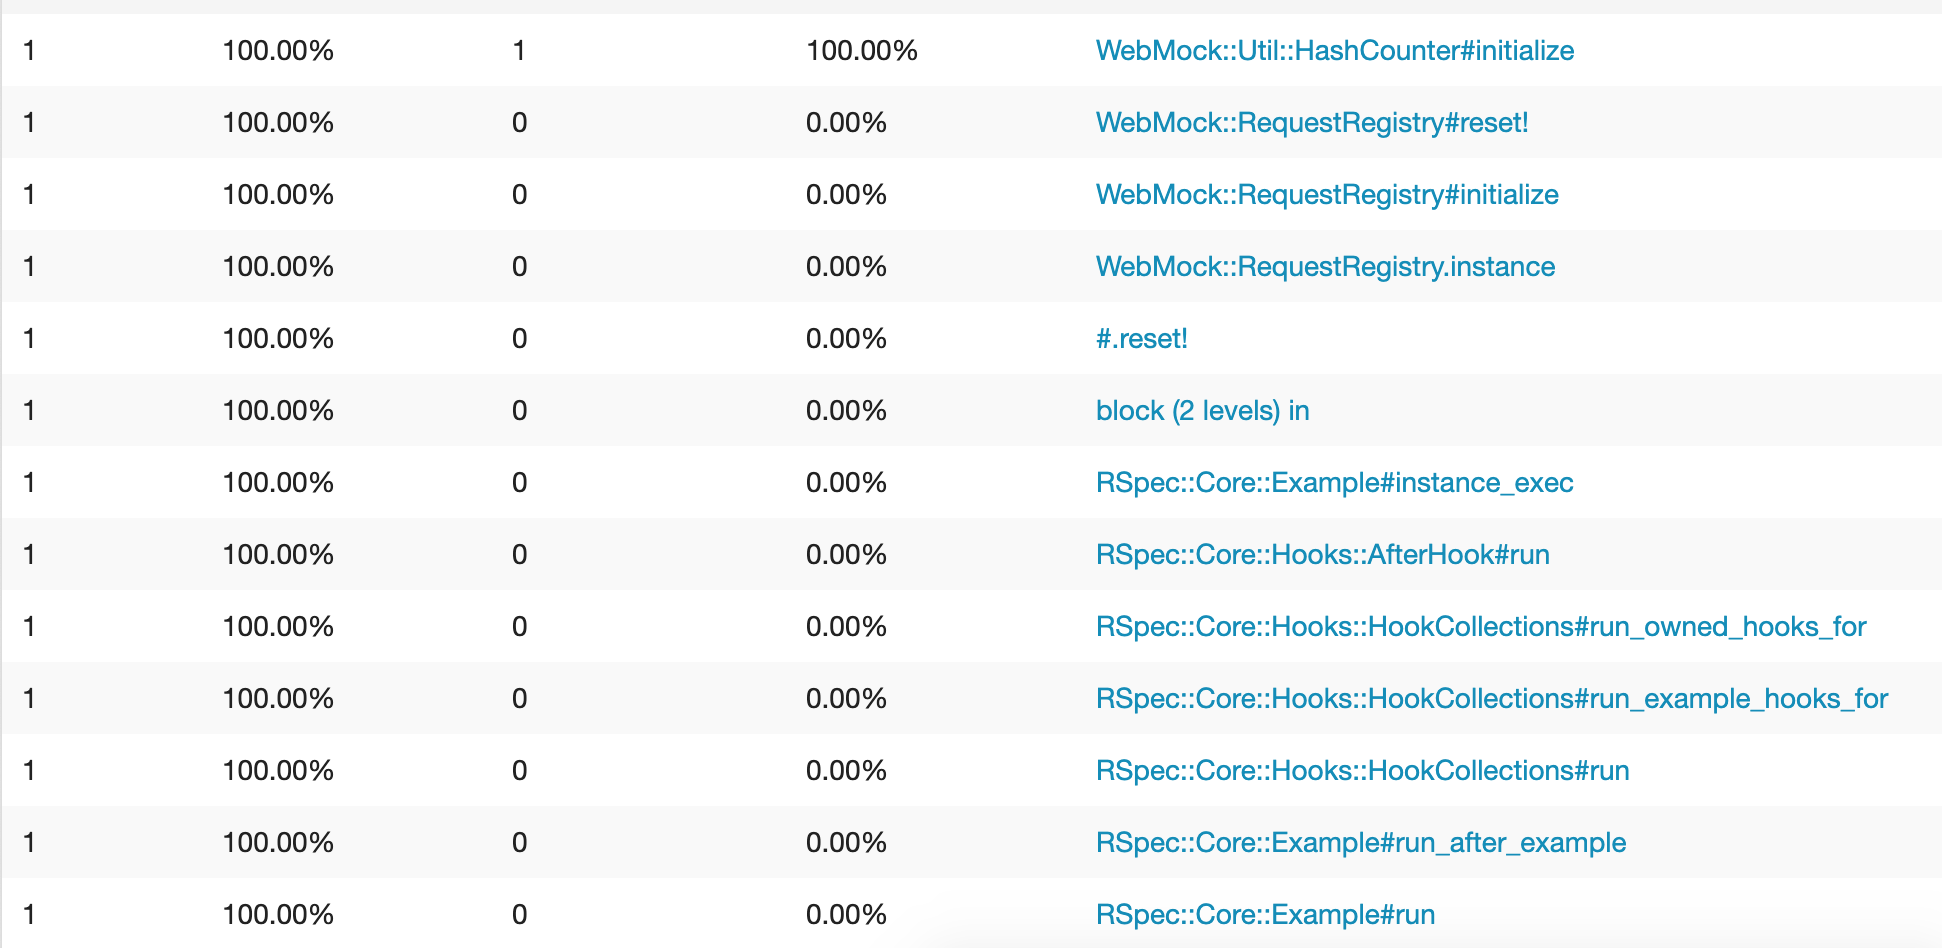 1 100.00% 1 100.00% WebMock::Util::HashCounter#initialize
1 100.00% 0 0.00% WebMock::RequestRegistry#reset!
1 100.00% 0 0.00% WebMock::RequestRegistry#initialize
1 100.00% 0 0.00% WebMock::RequestRegistry.instance
1 100.00% 0 0.00% #.reset!
1 100.00% 0 0.00% block (2 levels) in
1 100.00% 0 0.00% RSpec::Core::Example#instance_exec
1 100.00% 0 0.00% RSpec::Core::Hooks::AfterHook#run
1 100.00% 0 0.00% RSpec::Core::Hooks::HookCollections#run_owned_hooks_for
1 100.00% 0 0.00% RSpec::Core::Hooks::HookCollections#run_example_hooks_for
1 100.00% 0 0.00% RSpec::Core::Hooks::HookCollections#run
1 100.00% 0 0.00% RSpec::Core::Example#run_after_example
1 100.00% 0 0.00% RSpec::Core::Example#run